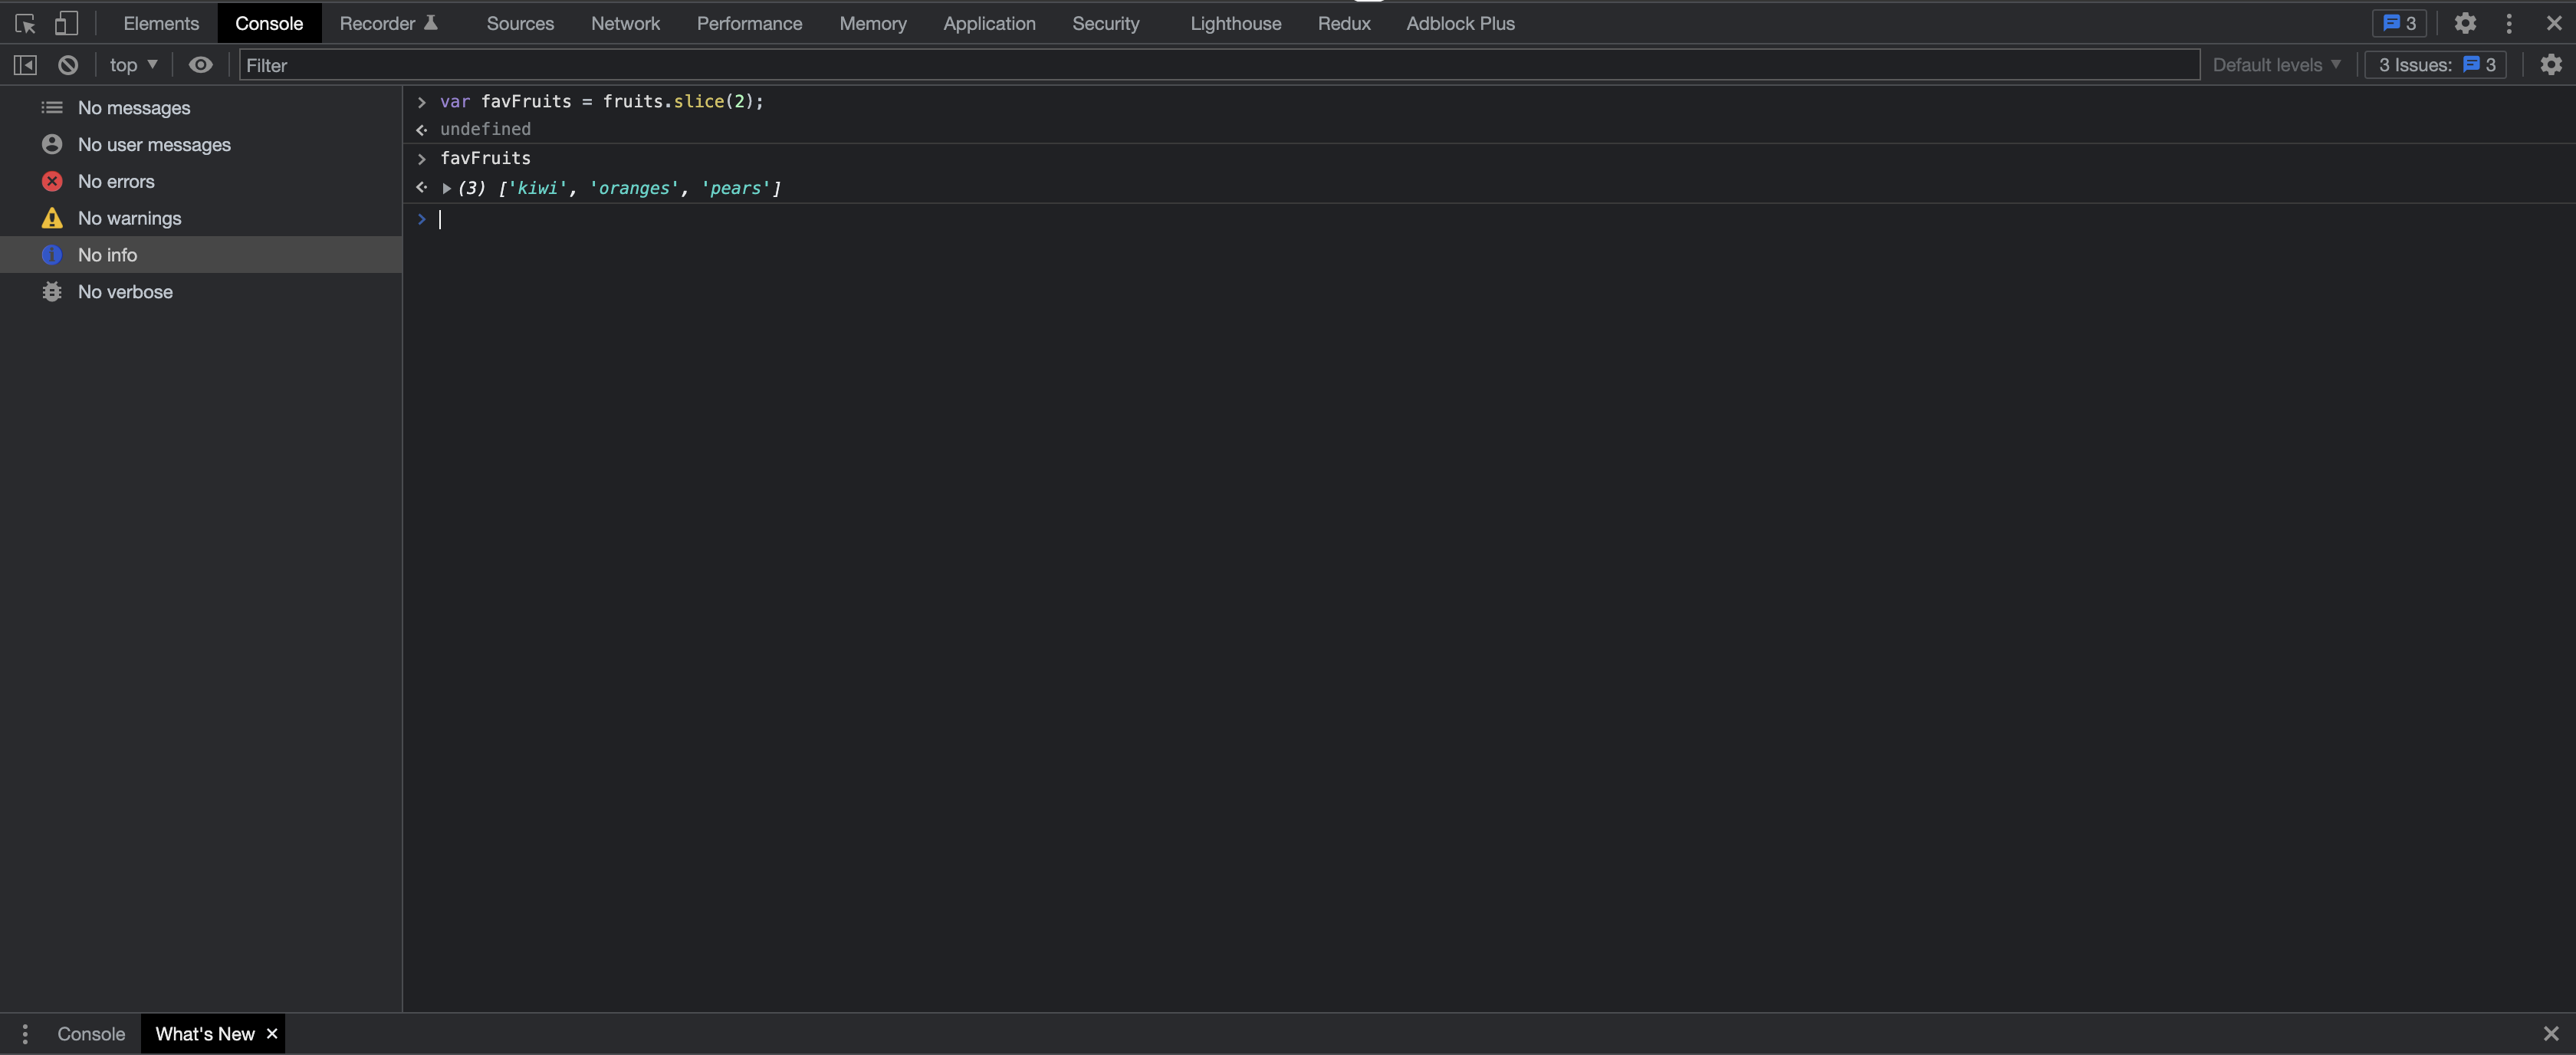 Elements Console Recorder Sources Network Performance Memory Application Security Lighthouse Redux Adblock Plus 3
top Filter Default levels 3 Issues: 3
No messages
No user messages
No errors
No warnings
No info
No verbose
> var favFruits = fruits.slice(2);
undefined
> favFruits
(3) ['kiwi', 'oranges', 'pears']
>
Console What's New